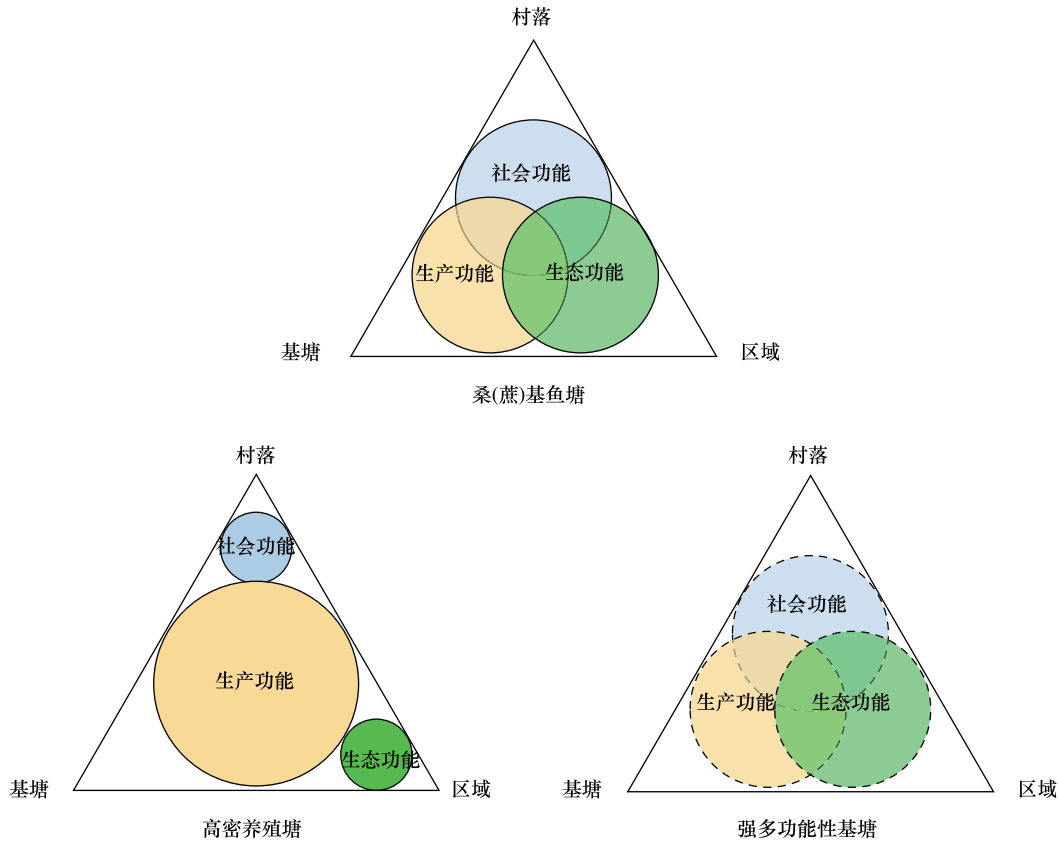 村落
社会功能
生产功能
生态功能
基塘
区域
桑(蔗)基鱼塘
村落
社会功能
生产功能
生态功能
基塘
区域
高密养殖塘
村落
社会功能
生产功能
生态功能
基塘
区域
强多功能性基塘